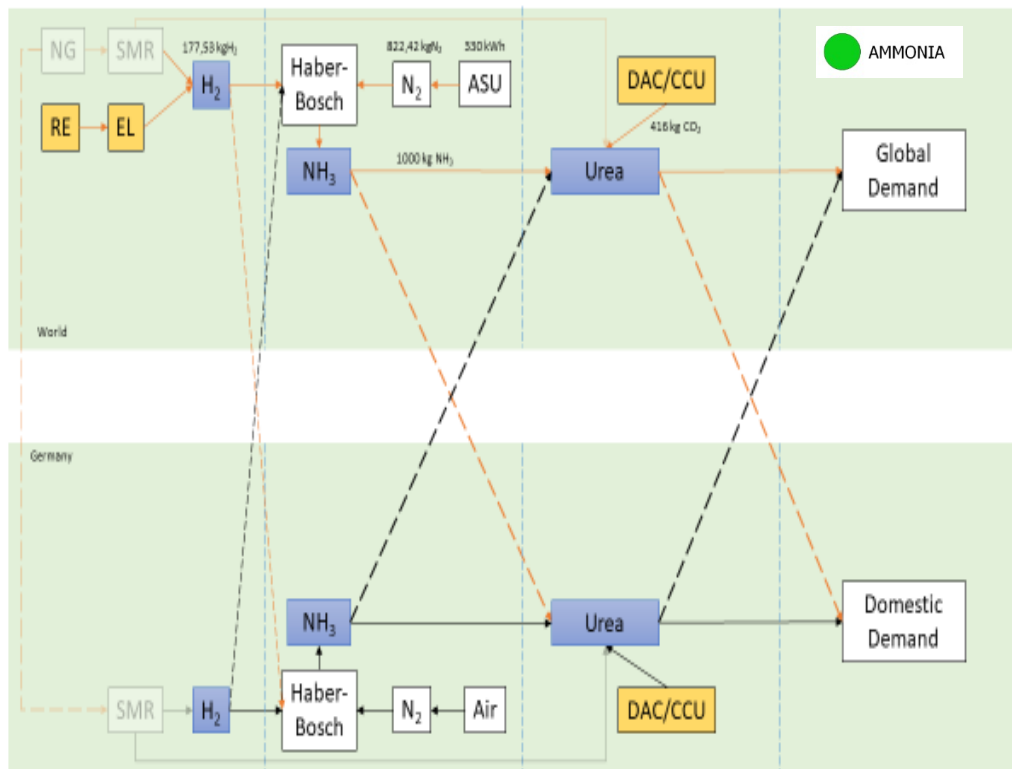 AMMONIA
NG
SMR
177,53 kgH₂
H₂
Haber-
Bosch
822,42 kgN₂
N₂
330 kWh
ASU
DAC/CCU
416 kg CO₂
RE
EL
NH₃
1000 kg NH₃
Urea
Global
Demand
World
Germany
NH₃
Urea
Domestic
Demand
SMR
H₂
Haber-
Bosch
N₂
Air
DAC/CCU